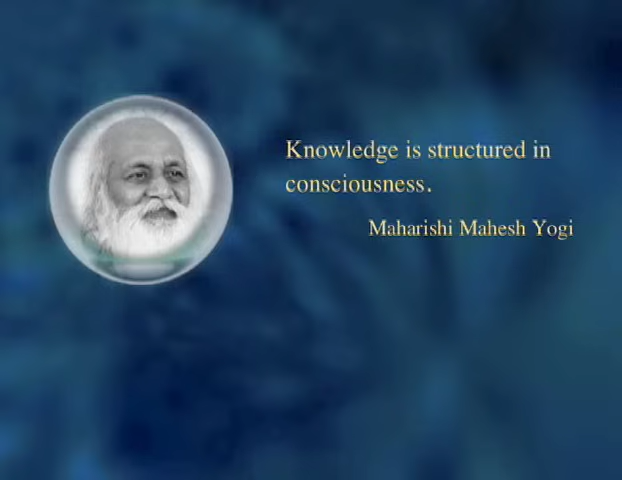 Knowledge is structured in
consciousness.
Maharishi Mahesh Yogi